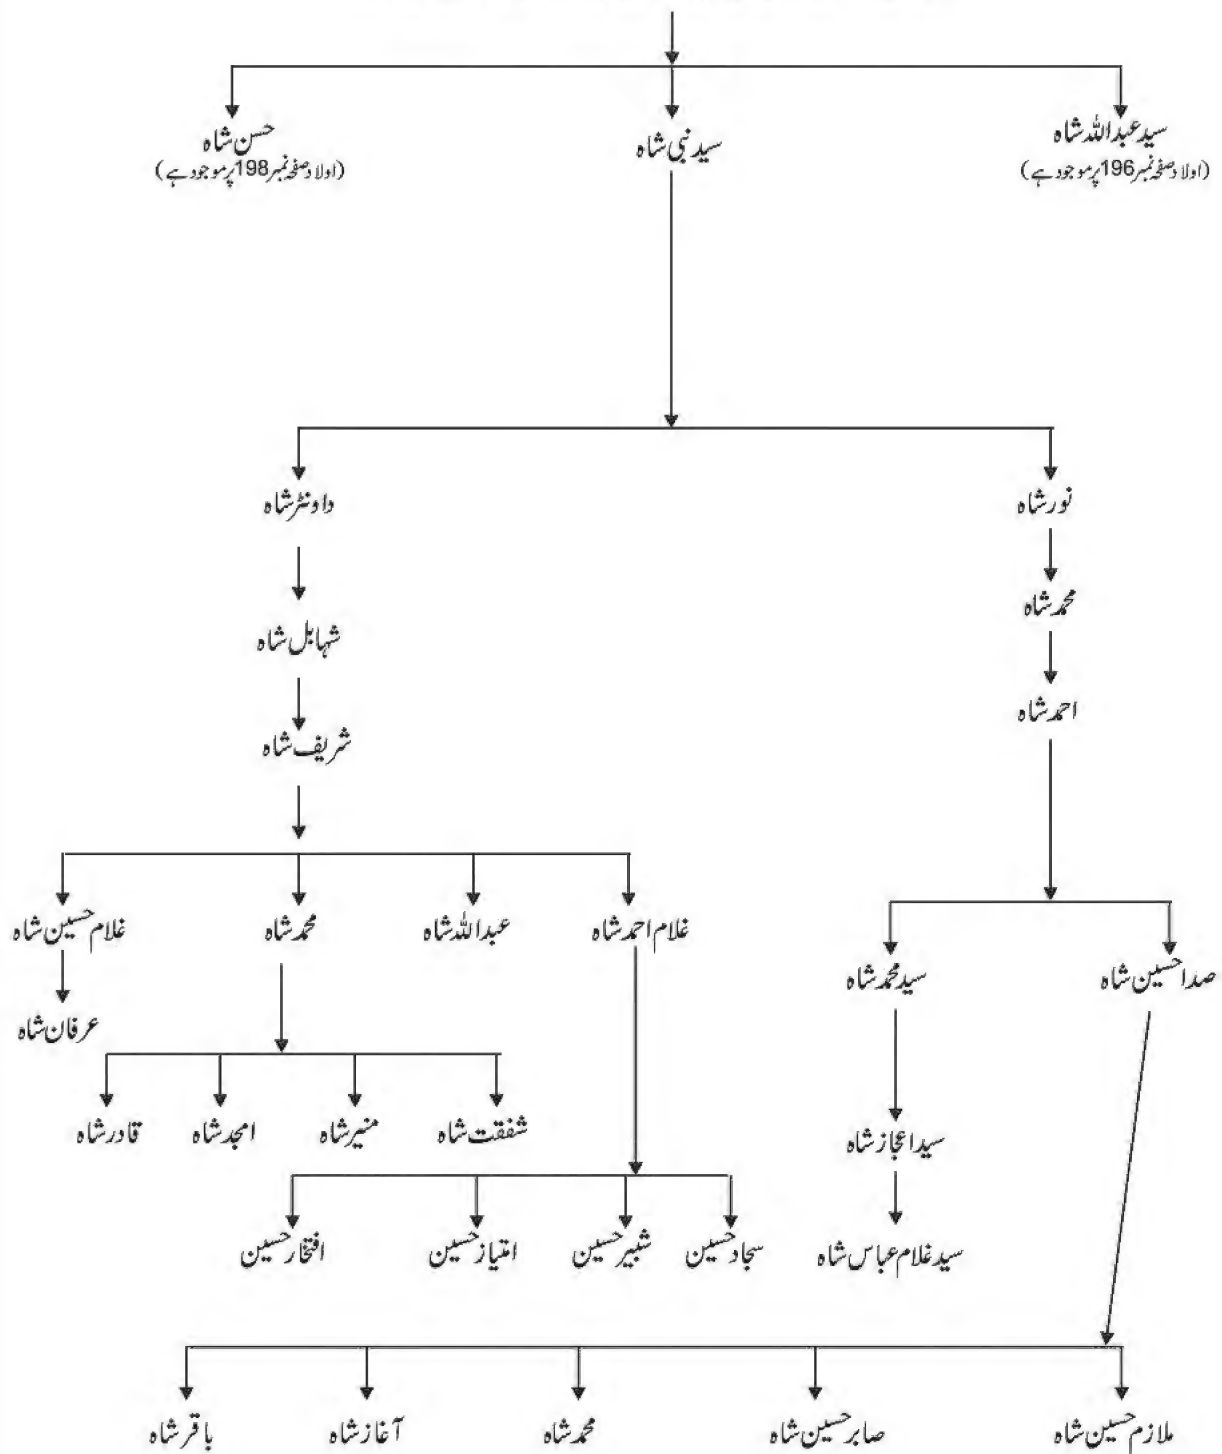 سید عبداللہ شاہ
(اولاد صفحہ نمبر 196 پر موجود ہے)
سید نبی شاہ
حسن شاہ
(اولاد صفحہ نمبر 198 پر موجود ہے)
نور شاہ
داونٹر شاہ
محمد شاہ
شہابل شاہ
احمد شاہ
شریف شاہ
غلام احمد شاہ
عبداللہ شاہ
محمد شاہ
غلام حسین شاہ
صدا حسین شاہ
سید محمد شاہ
عرفان شاہ
شفقت شاہ
منیر شاہ
امجد شاہ
قادر شاہ
سید اعجاز شاہ
سید غلام عباس شاہ
سجاد حسین
شبیر حسین
امتیاز حسین
افتخار حسین
ملازم حسین شاہ
صابر حسین شاہ
محمد شاہ
آغاز شاہ
باقر شاہ